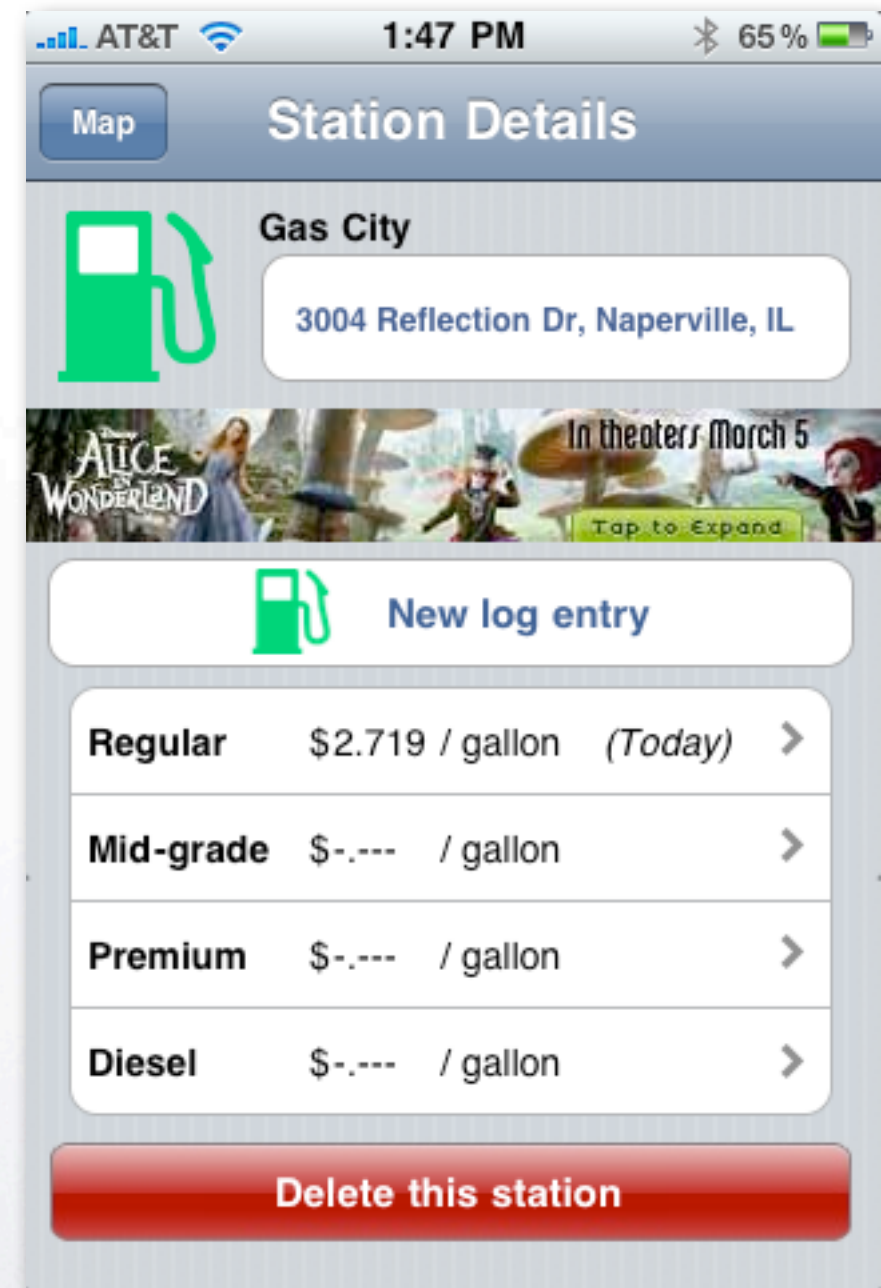 AT&T 1:47 PM 65%
Map Station Details
Gas City
3004 Reflection Dr, Naperville, IL
Disney
ALICE
IN
WONDERLAND
In theaters March 5
Tap to Expand
New log entry
Regular $2.719 / gallon (Today)
Mid-grade $-.--- / gallon
Premium $-.--- / gallon
Diesel $-.--- / gallon
Delete this station